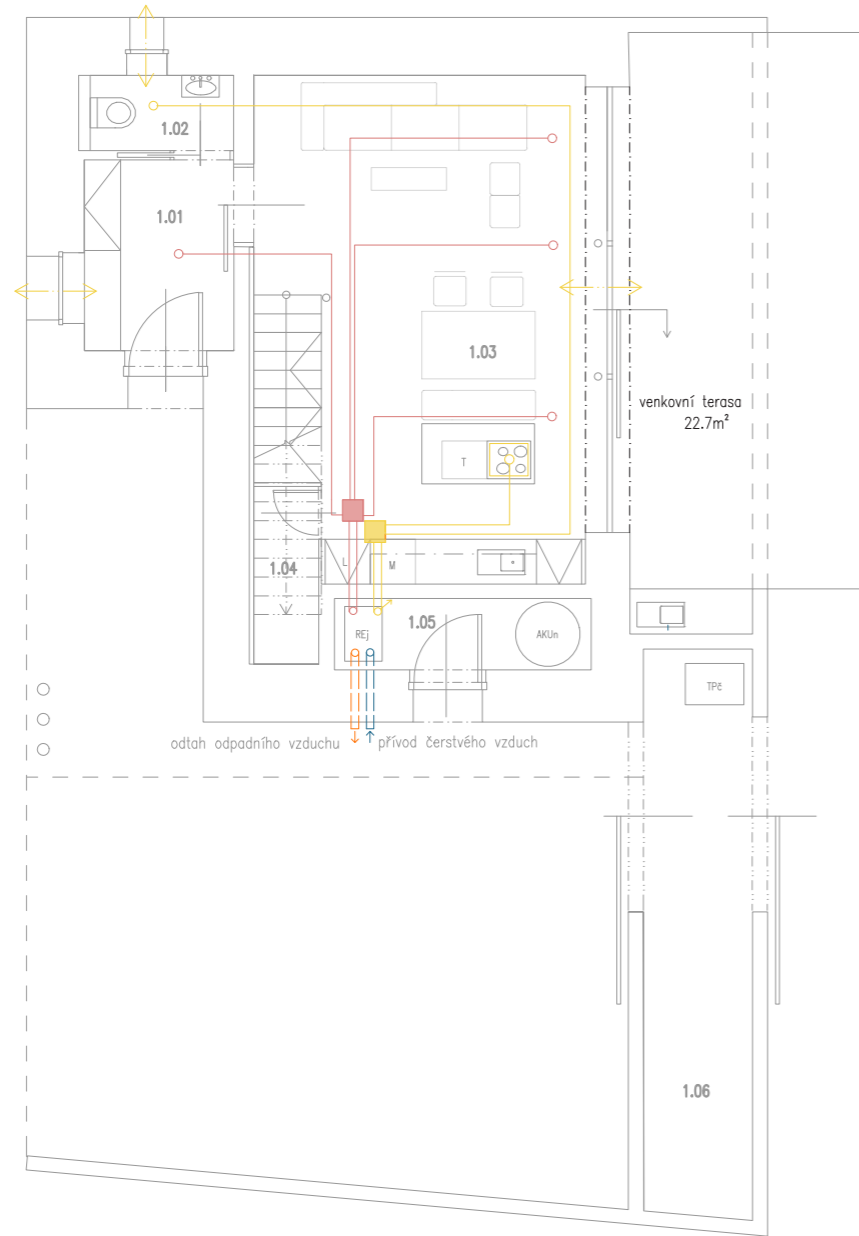 1.02
1.01
1.03
venkovní terasa
22.7m²
T
L
M
1.04
1.05
REj
AKUn
TPč
odtah odpadního vzduchu
přívod čerstvého vzduch
1.06